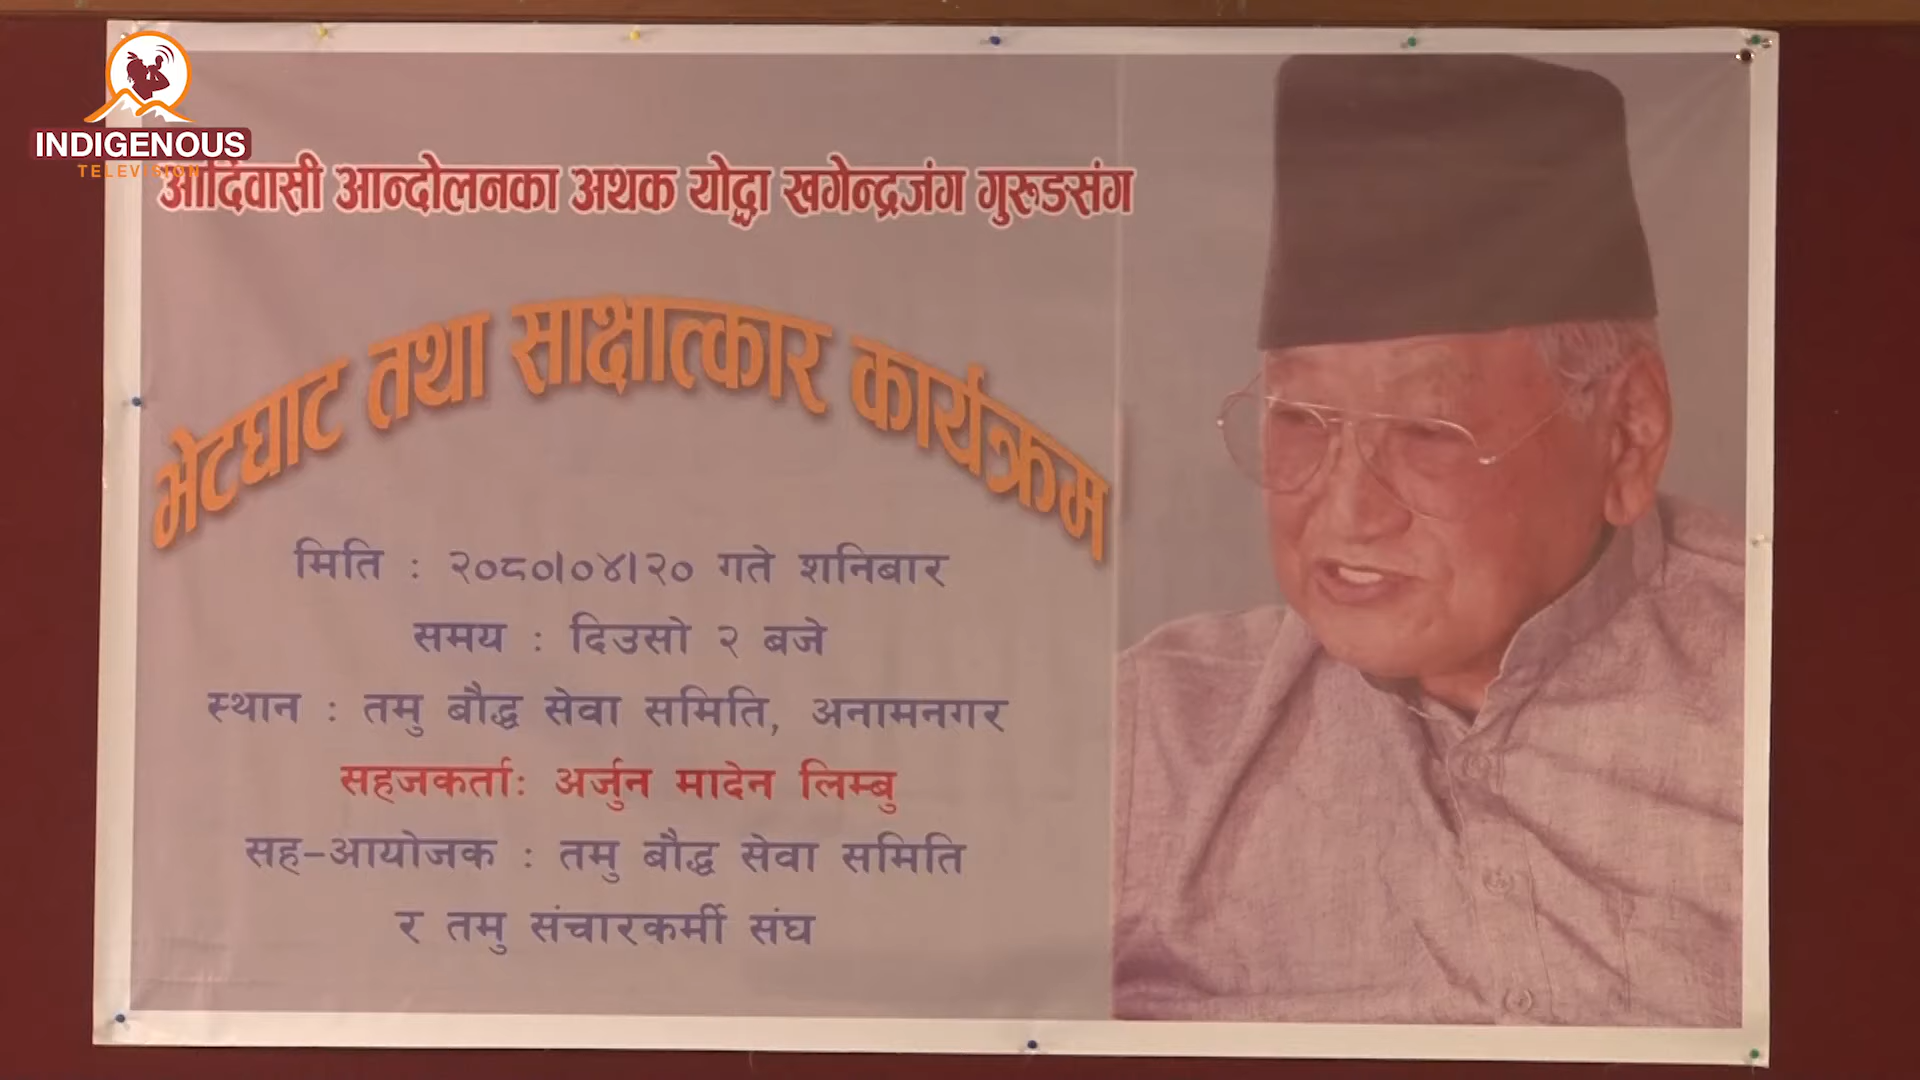 INDIGENOUS
TELEVISION
आदिवासी आन्दोलनका अथक योद्धा खगेन्द्रजंग गुरुङसंग
भेटघाट तथा साक्षात्कार कार्यक्रम
मिति : २०८०।०४।२० गते शनिबार
समय : दिउसो २ बजे
स्थान : तमु बौद्ध सेवा समिति, अनामनगर
सहजकर्ताः अर्जुन मादेन लिम्बु
सह-आयोजक : तमु बौद्ध सेवा समिति
र तमु संचारकर्मी संघ